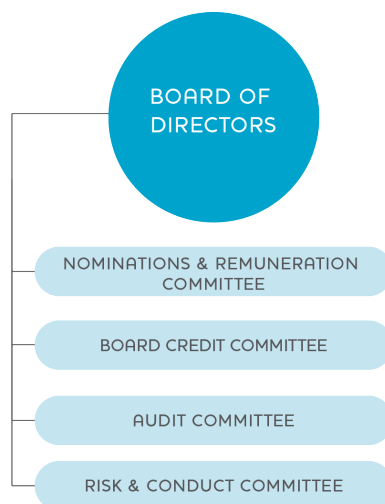 BOARD OF
DIRECTORS
NOMINATIONS & REMUNERATION
COMMITTEE
BOARD CREDIT COMMITTEE
AUDIT COMMITTEE
RISK & CONDUCT COMMITTEE